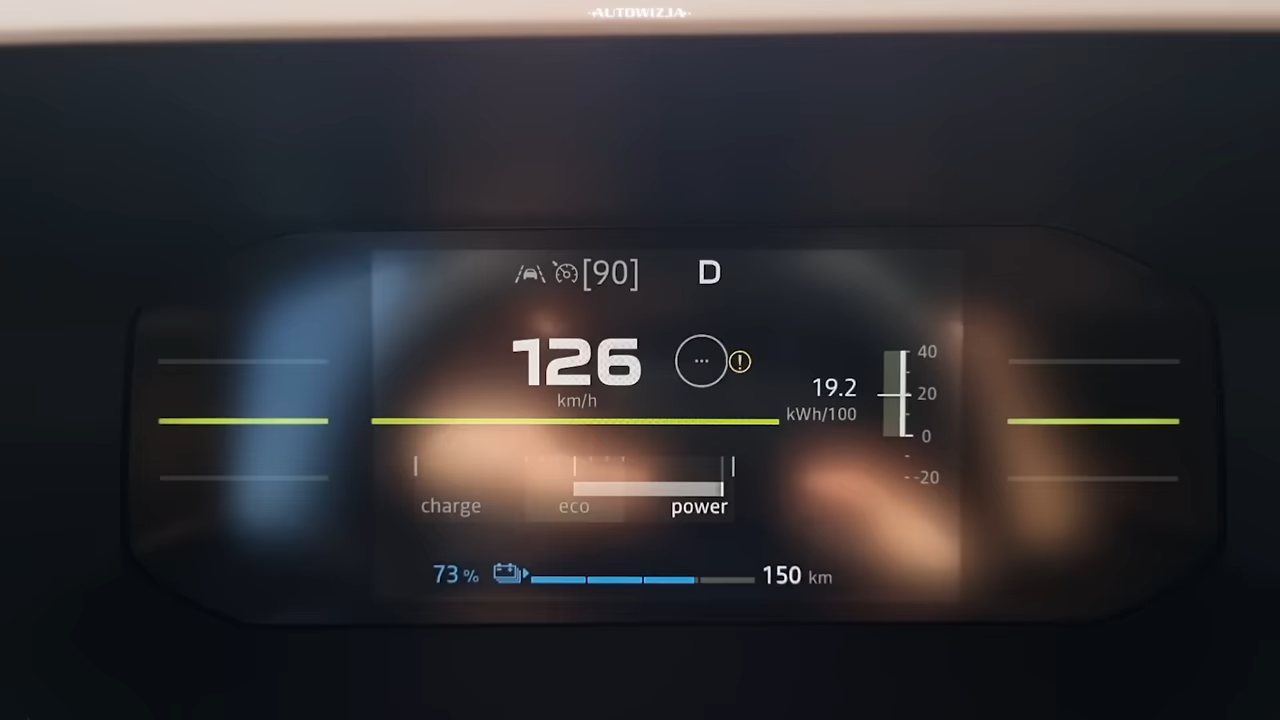 AUTOWIZJA
[90] D
126
km/h
...
!
19.2
kWh/100
40
20
0
-20
charge eco power
73 % 150 km